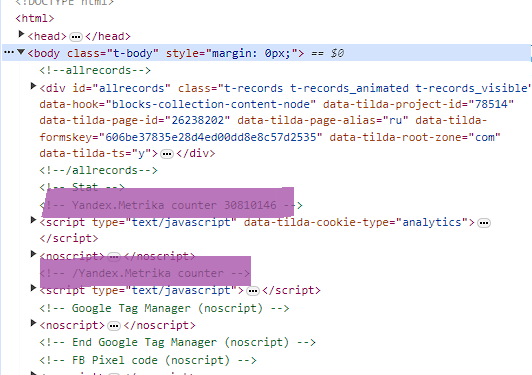 <!DOCTYPE html>
<html>
<head> ⋯ </head>
⋯ <body class="t-body" style="margin: 0px;"> == $0
<!--allrecords-->
<div id="allrecords" class="t-records t-records_animated t-records_visible"
data-hook="blocks-collection-content-node" data-tilda-project-id="78514"
data-tilda-page-id="26238202" data-tilda-page-alias="ru" data-tilda-
formskey="606be37835e28d4ed00dd8e8c57d2535" data-tilda-root-zone="com"
data-tilda-ts="y"> ⋯ </div>
<!--/allrecords-->
<!-- Stat -->
<!-- Yandex.Metrika counter 30810146 -->
<script type="text/javascript" data-tilda-cookie-type="analytics"> ⋯
</script>
<noscript> ⋯ </noscript>
<!-- /Yandex.Metrika counter -->
<script type="text/javascript"> ⋯ </script>
<!-- Google Tag Manager (noscript) -->
<noscript> ⋯ </noscript>
<!-- End Google Tag Manager (noscript) -->
<!-- FB Pixel code (noscript) -->